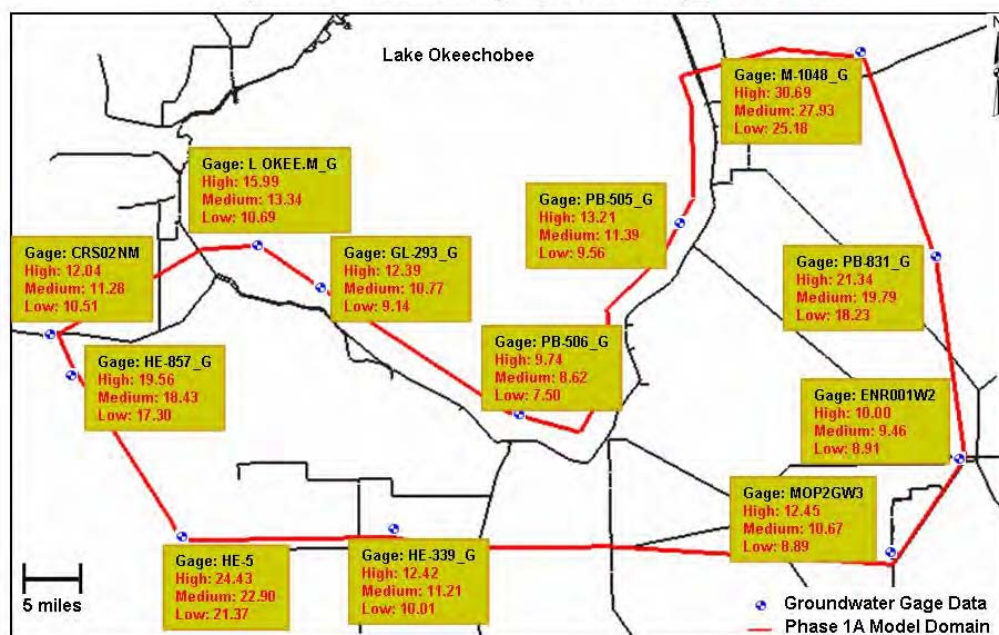 Lake Okeechobee
N
Gage: M-1048_G
High: 30.69
Medium: 27.93
Low: 25.18
Gage: L OKEE.M_G
High: 15.99
Medium: 13.34
Low: 10.69
Gage: PB-505_G
High: 13.21
Medium: 11.39
Low: 9.56
Gage: CRS02NM
High: 12.04
Medium: 11.28
Low: 10.51
Gage: GL-293_G
High: 12.39
Medium: 10.77
Low: 9.14
Gage: PB-831_G
High: 21.34
Medium: 19.79
Low: 18.23
Gage: PB-506_G
High: 9.74
Medium: 8.62
Low: 7.50
Gage: HE-857_G
High: 19.56
Medium: 18.43
Low: 17.30
Gage: ENR001W2
High: 10.00
Medium: 9.46
Low: 8.91
Gage: MOP2GW3
High: 12.45
Medium: 10.67
Low: 8.89
Gage: HE-5
High: 24.43
Medium: 22.90
Low: 21.37
Gage: HE-339_G
High: 12.42
Medium: 11.21
Low: 10.01
5 miles
Groundwater Gage Data
Phase 1A Model Domain